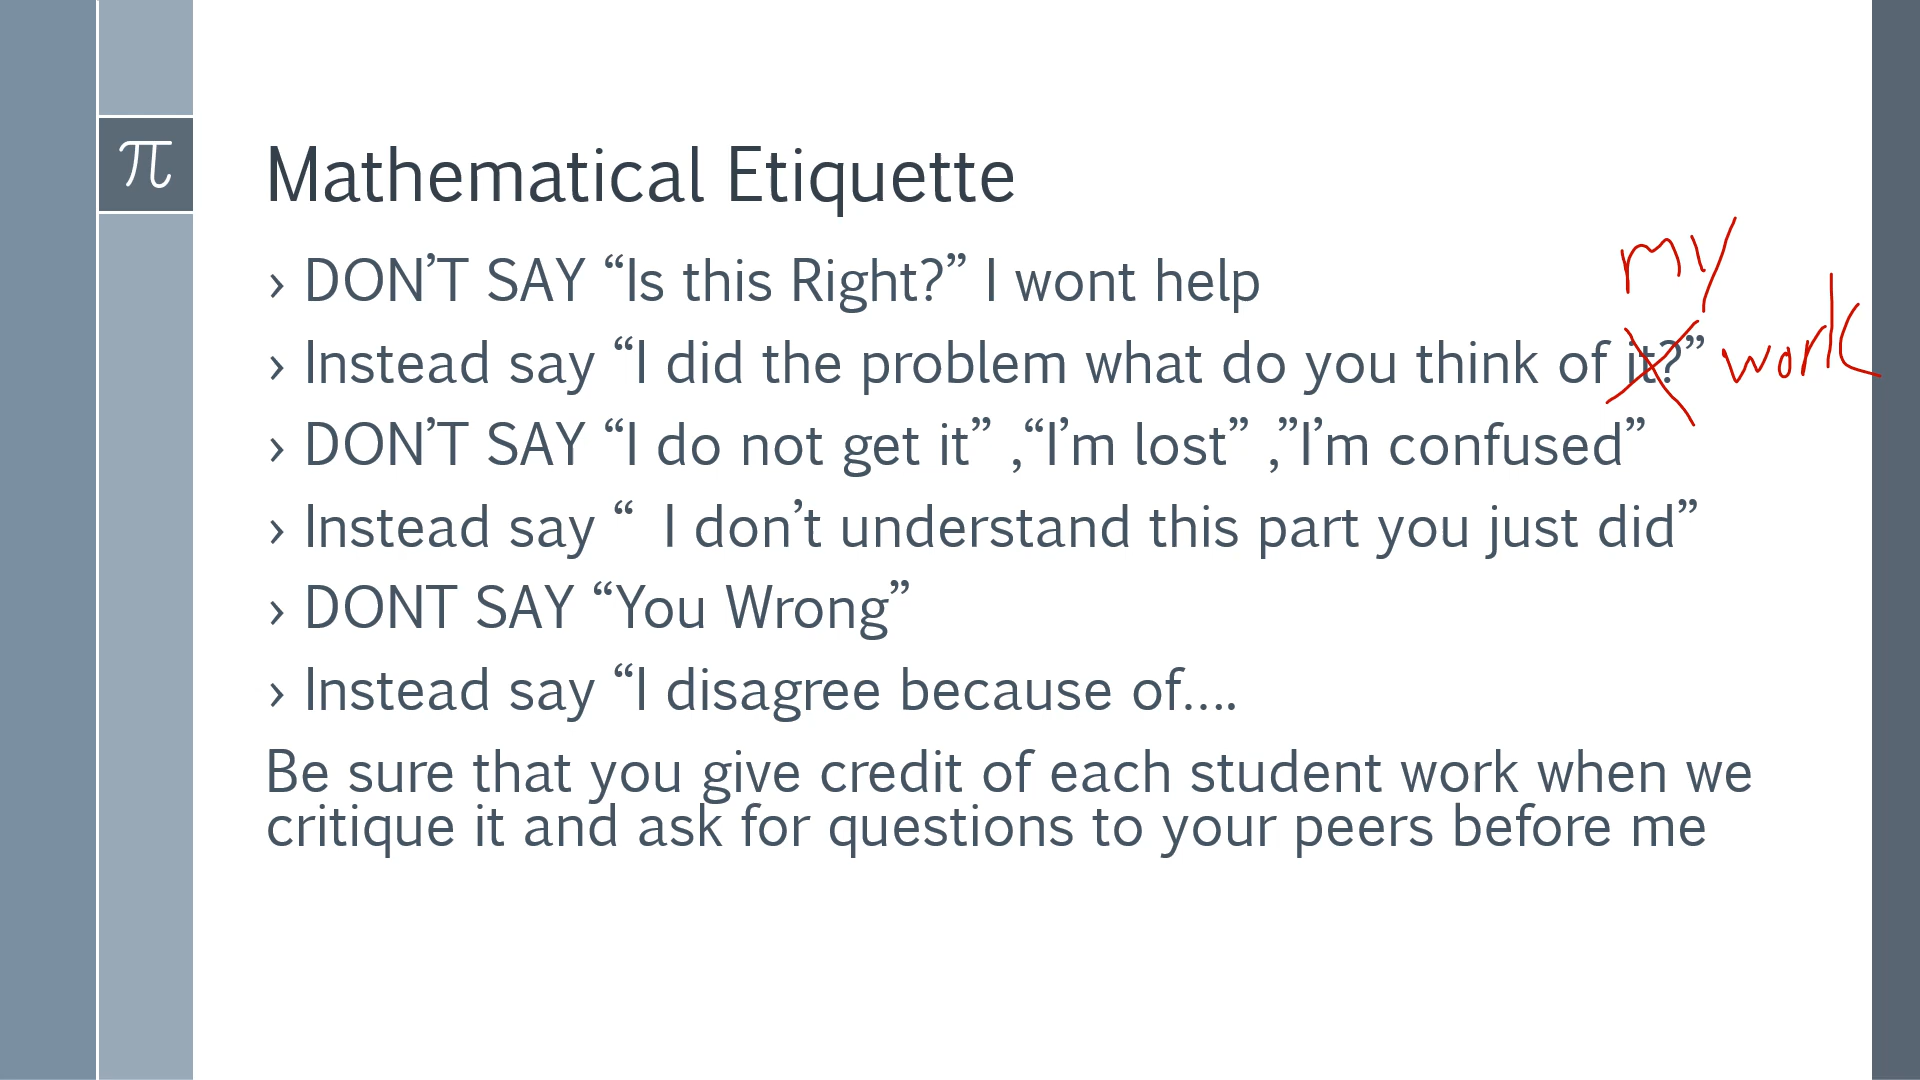 π
Mathematical Etiquette
› DON’T SAY “Is this Right?” I wont help
› Instead say “I did the problem what do you think of it?” my work
› DON’T SAY “I do not get it” ,“I’m lost” ,”I’m confused”
› Instead say “ I don’t understand this part you just did”
› DONT SAY “You Wrong”
› Instead say “I disagree because of....
Be sure that you give credit of each student work when we
critique it and ask for questions to your peers before me